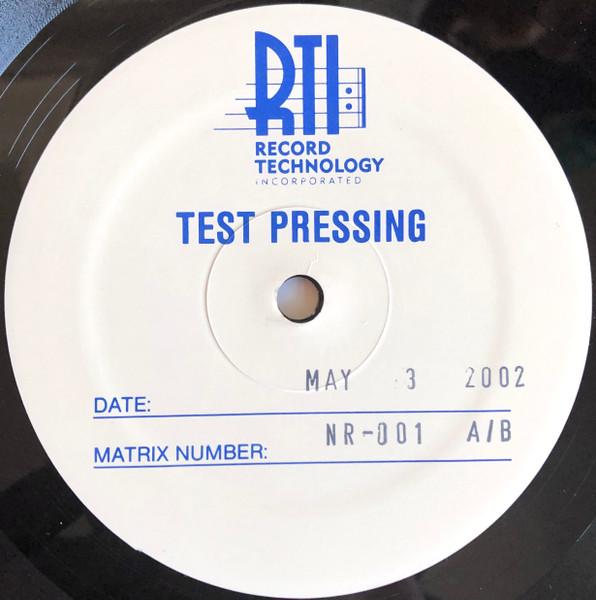 RTI
RECORD
TECHNOLOGY
INCORPORATED
TEST PRESSING
DATE: MAY 3 2002
MATRIX NUMBER: NR-001 A/B